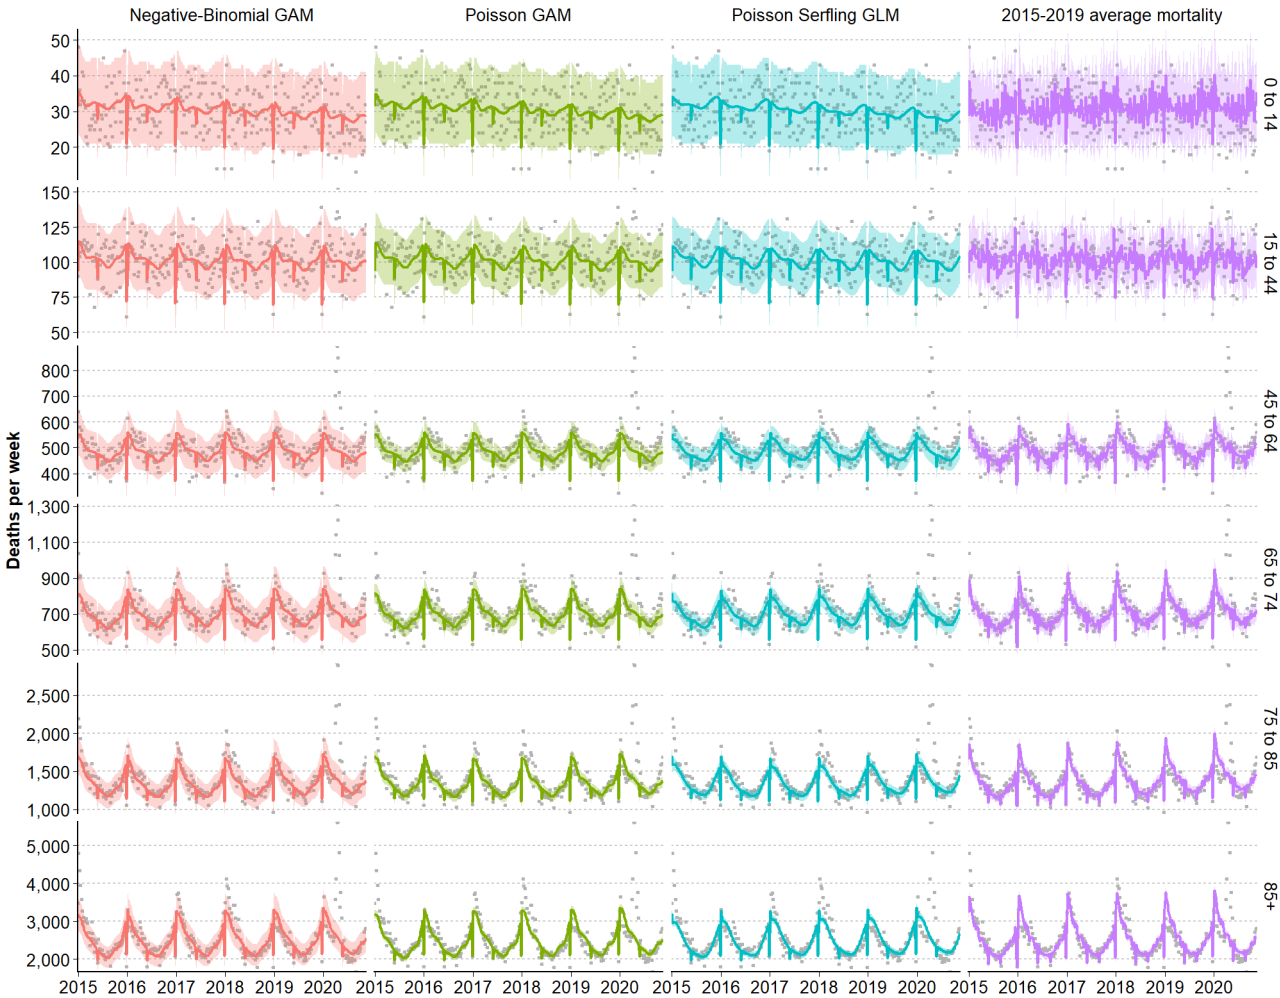 Negative-Binomial GAM
Poisson GAM
Poisson Serfling GLM
2015-2019 average mortality
Deaths per week
50
40
30
20
0 to 14
150
125
100
75
50
15 to 44
800
700
600
500
400
45 to 64
1,300
1,100
900
700
500
65 to 74
2,500
2,000
1,500
1,000
75 to 85
5,000
4,000
3,000
2,000
85+
2015 2016 2017 2018 2019 2020
2015 2016 2017 2018 2019 2020
2015 2016 2017 2018 2019 2020
2015 2016 2017 2018 2019 2020